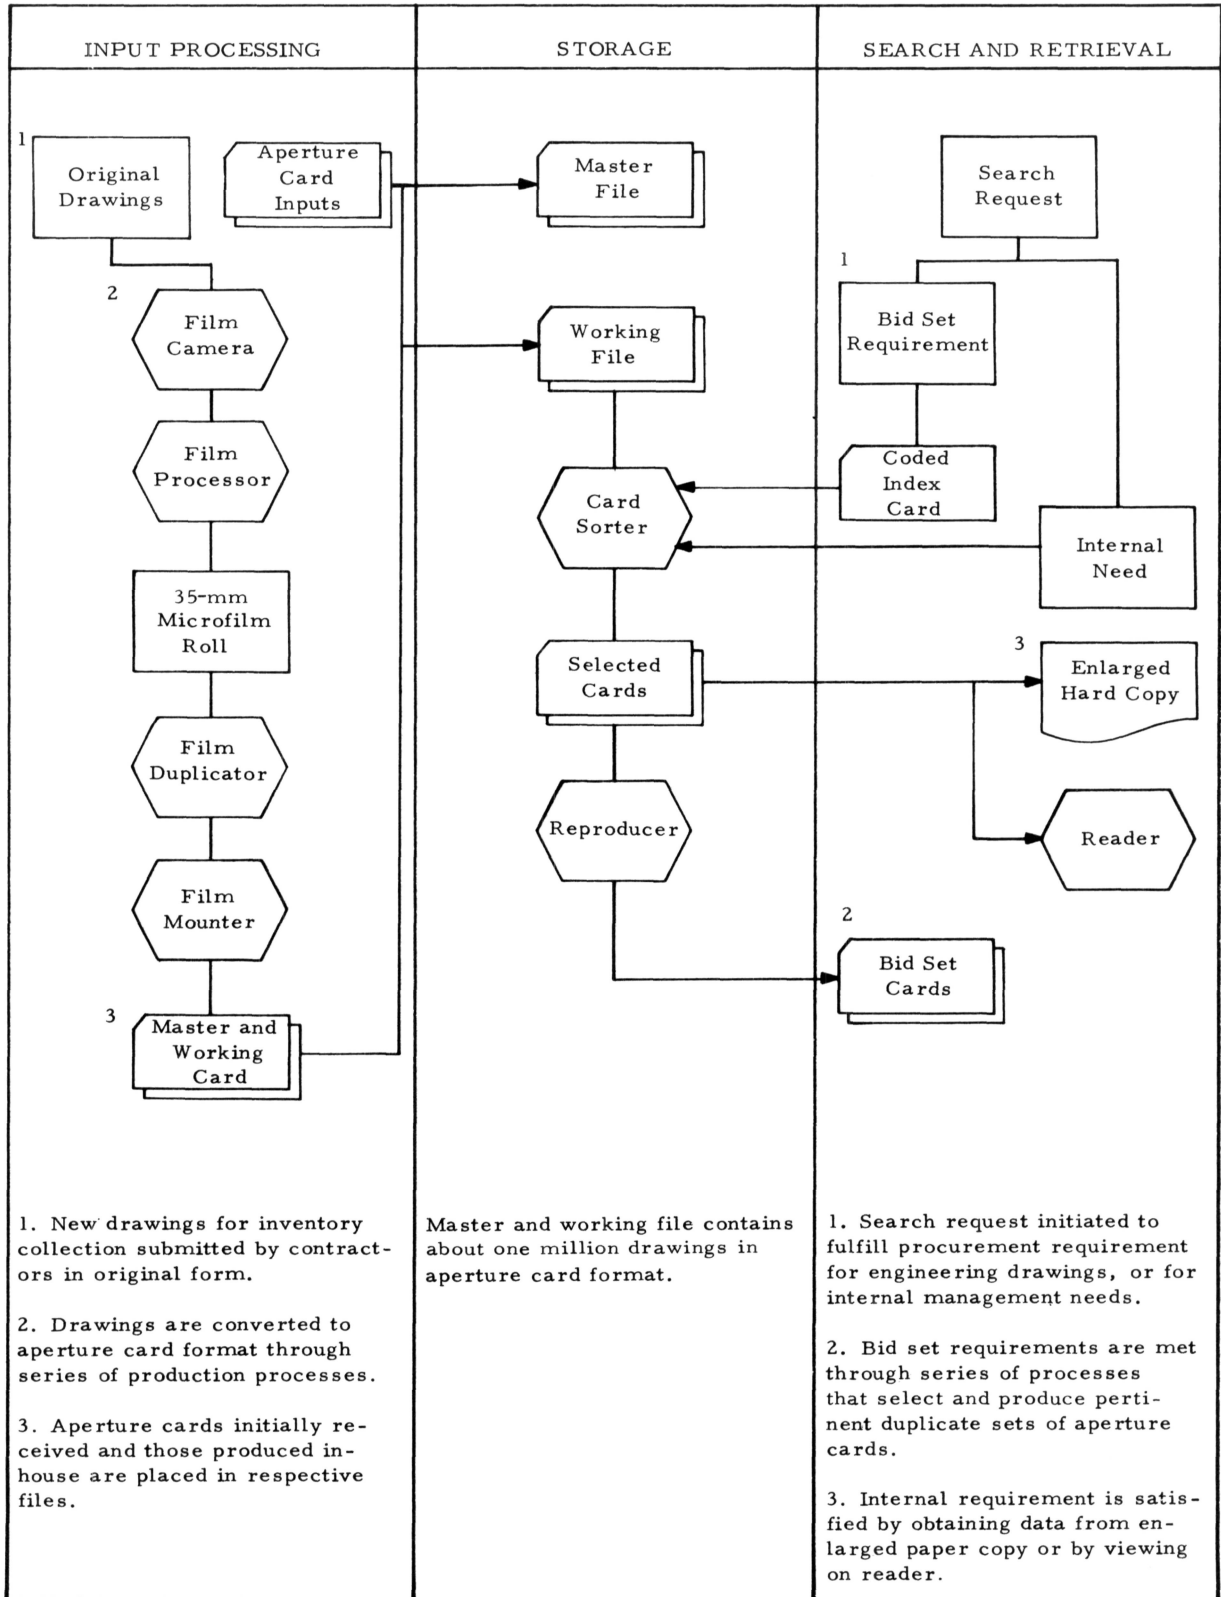 INPUT PROCESSING
1
Original
Drawings
Aperture
Card
Inputs
2
Film
Camera
Film
Processor
35-mm
Microfilm
Roll
Film
Duplicator
Film
Mounter
3
Master and
Working
Card
1. New drawings for inventory
collection submitted by contract-
ors in original form.
2. Drawings are converted to
aperture card format through
series of production processes.
3. Aperture cards initially re-
ceived and those produced in-
house are placed in respective
files.
STORAGE
Master
File
Working
File
Card
Sorter
Selected
Cards
Reproducer
Master and working file contains
about one million drawings in
aperture card format.
SEARCH AND RETRIEVAL
Search
Request
1
Bid Set
Requirement
Coded
Index
Card
Internal
Need
3
Enlarged
Hard Copy
Reader
2
Bid Set
Cards
1. Search request initiated to
fulfill procurement requirement
for engineering drawings, or for
internal management needs.
2. Bid set requirements are met
through series of processes
that select and produce perti-
nent duplicate sets of aperture
cards.
3. Internal requirement is satis-
fied by obtaining data from en-
larged paper copy or by viewing
on reader.